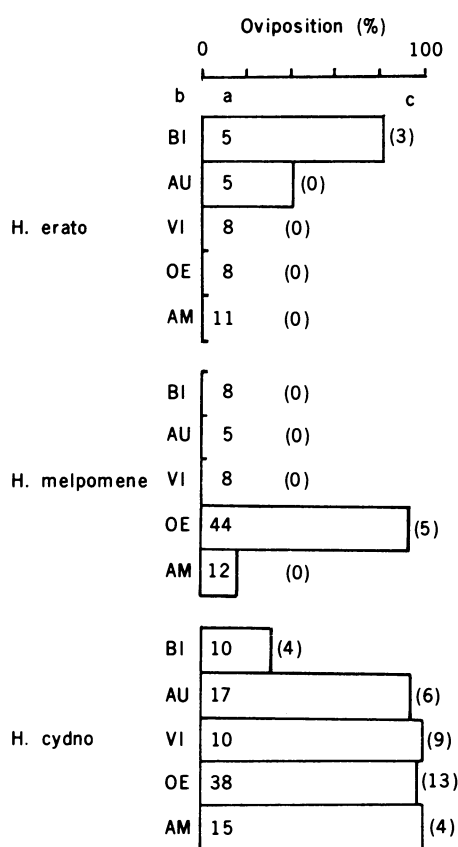 Oviposition (%)
0 100
b a c
BI 5 (3)
AU 5 (0)
H. erato VI 8 (0)
OE 8 (0)
AM 11 (0)
BI 8 (0)
AU 5 (0)
H. melpomene VI 8 (0)
OE 44 (5)
AM 12 (0)
BI 10 (4)
AU 17 (6)
H. cydno VI 10 (9)
OE 38 (13)
AM 15 (4)